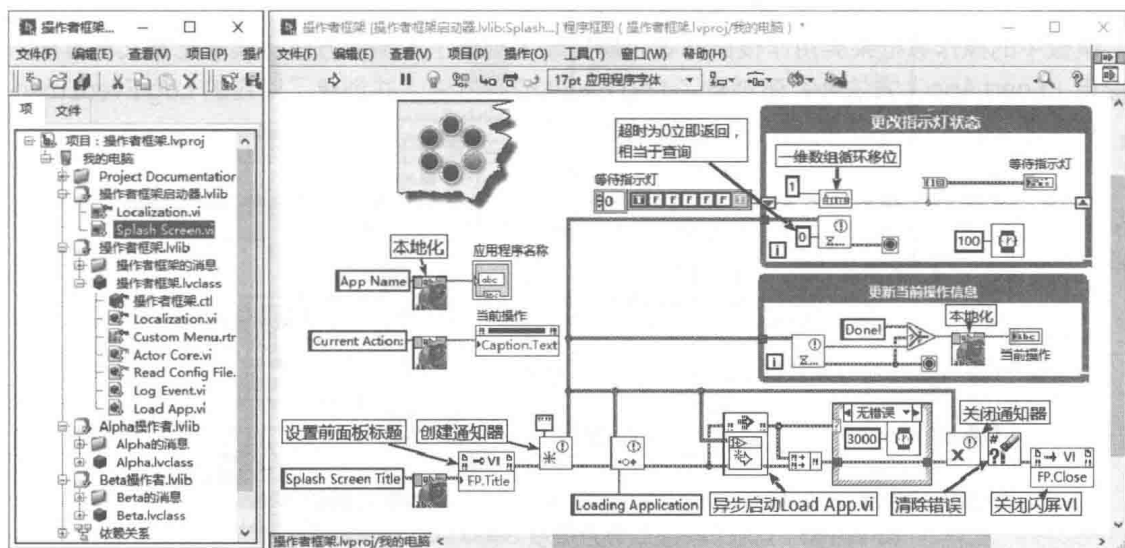 操作者框架...
文件(F) 编辑(E) 查看(V) 项目(P) 操作
项 文件
项目：操作者框架.lvproj
我的电脑
Project Documentation
操作者框架启动器.lvlib
Localization.vi
Splash Screen.vi
操作者框架.lvlib
操作者框架的消息
操作者框架.lvclass
操作者框架.ctl
Localization.vi
Custom Menu.rtm
Actor Core.vi
Read Config File.
Log Event.vi
Load App.vi
Alpha操作者.lvlib
Alpha的消息
Alpha.lvclass
Beta操作者.lvlib
Beta的消息
Beta.lvclass
依赖关系
操作者框架 [操作者框架启动器.lvlib:Splash...] 程序框图 ( 操作者框架.lvproj/我的电脑 ) *
文件(F) 编辑(E) 查看(V) 项目(P) 操作(O) 工具(T) 窗口(W) 帮助(H)
17pt 应用程序字体
更改指示灯状态
超时为0立即返回，
相当于查询
一维数组循环移位
等待指示灯
1
等待指示灯
0
T F F F F F
0
i
100
本地化
应用程序名称
App Name
abc
更新当前操作信息
当前操作
Done!
本地化
Current Action:
Caption.Text
i
abc
当前操作
设置前面板标题
创建通知器
无错误
3000
关闭通知器
VI
FP.Title
VI
FP.Close
Splash Screen Title
Loading Application
异步启动Load App.vi
清除错误
关闭闪屏VI
操作者框架.lvproj/我的电脑